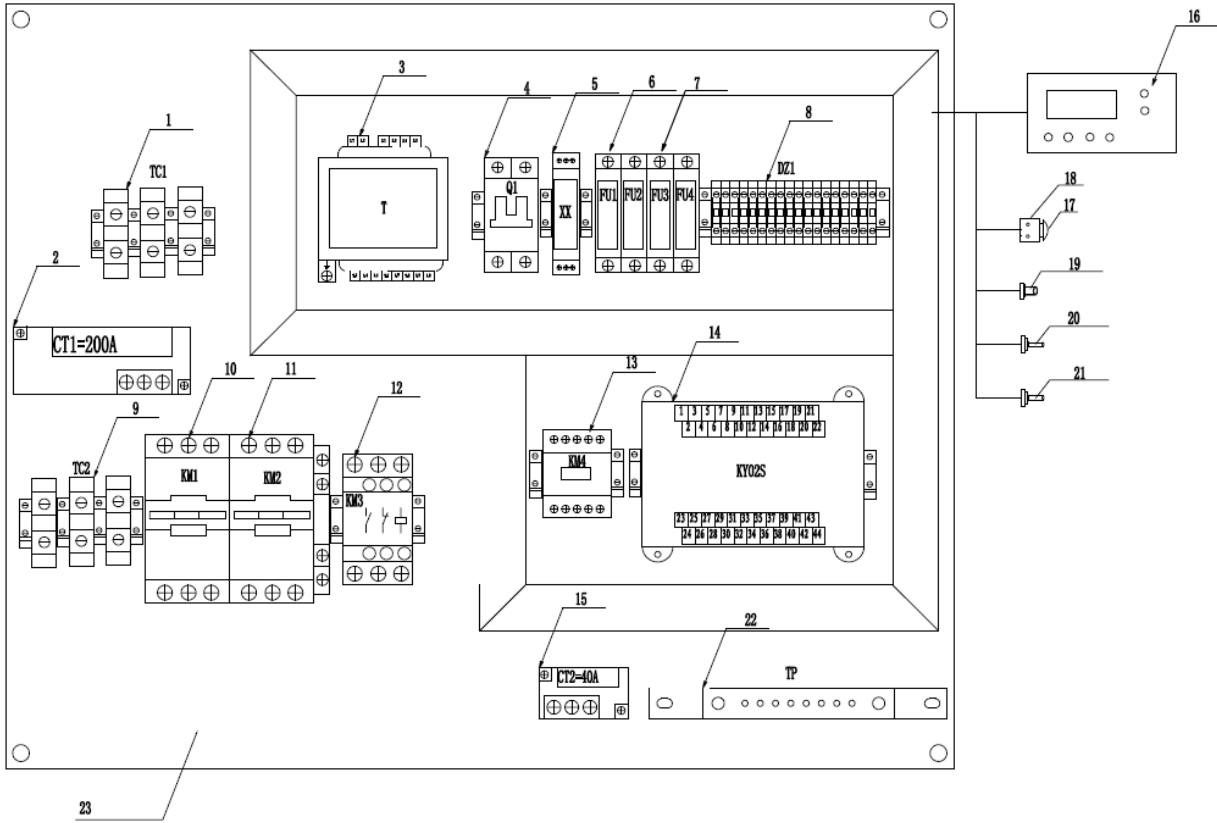 16
3
4
5
6
7
8
1
TC1
DZ1
Q1
XX
FU1
FU2
FU3
FU4
T
18
17
2
19
CT1=200A
20
14
21
10
11
12
13
1 3 5 7 9 11 13 15 17 19 21
2 4 6 8 10 12 14 16 18 20 22
9
TC2
KM1
KM2
KM3
KM4
KY02S
23 25 27 29 31 33 35 37 39 41 43
24 26 28 30 32 34 36 38 40 42 44
15
22
CT2=40A
TP
23